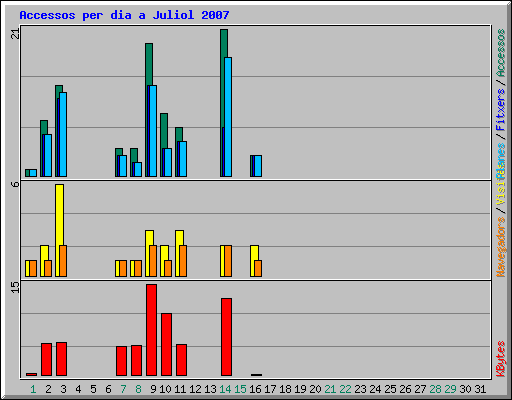 Accessos per dia a Juliol 2007
21
6
15
Accessos / Fitxers / Pàgines
Navegadors / Visites
KBytes
1 2 3 4 5 6 7 8 9 10 11 12 13 14 15 16 17 18 19 20 21 22 23 24 25 26 27 28 29 30 31